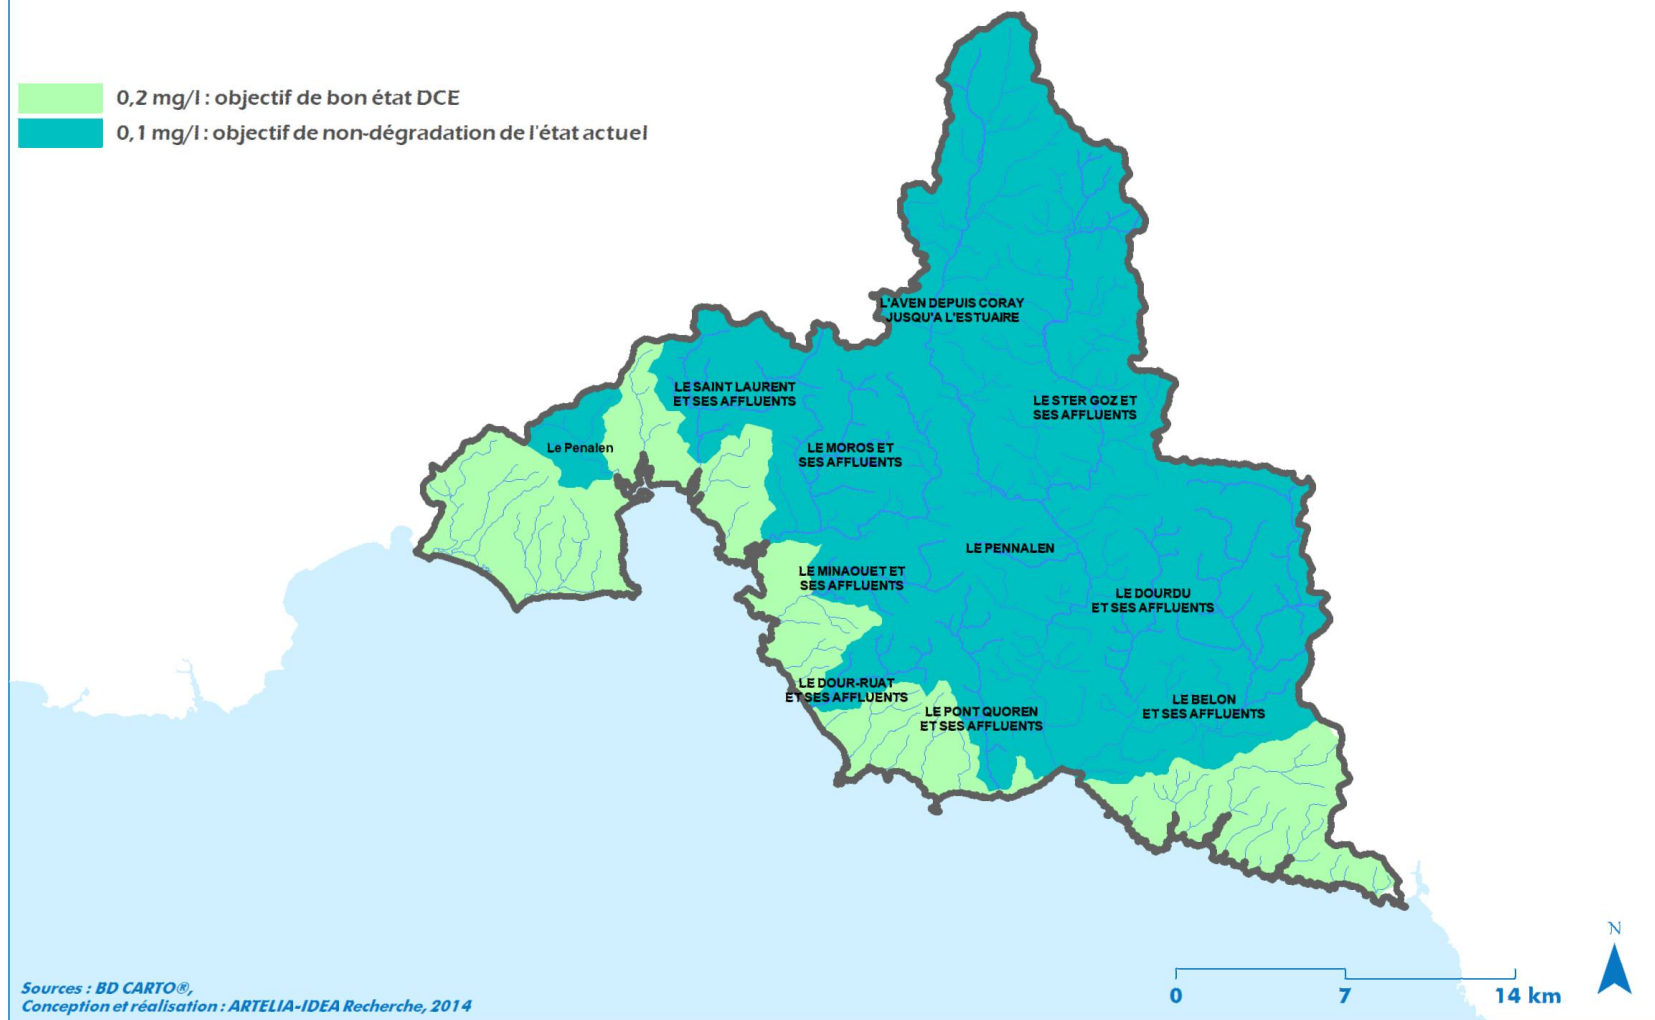 0,2 mg/l : objectif de bon état DCE
0,1 mg/l : objectif de non-dégradation de l'état actuel
L'AVEN DEPUIS CORAY
JUSQU'A L'ESTUAIRE
LE SAINT LAURENT
ET SES AFFLUENTS
LE STER GOZ ET
SES AFFLUENTS
Le Penalen
LE MOROS ET
SES AFFLUENTS
LE PENNALEN
LE MINAOUET ET
SES AFFLUENTS
LE DOURDU
ET SES AFFLUENTS
LE DOUR-RUAT
ET SES AFFLUENTS
LE PONT QUOREN
ET SES AFFLUENTS
LE BELON
ET SES AFFLUENTS
N
0 7 14 km
Sources : BD CARTO®,
Conception et réalisation : ARTELIA-IDEA Recherche, 2014